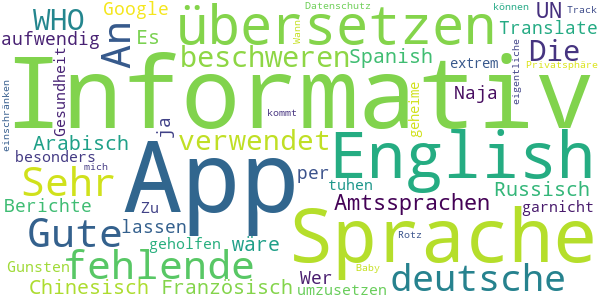 WHO
An
Google
übersetzen
Datenschutz
Wann
können
UN
Track
aufwendig
Es
beschweren
Spanish
Translate
Gesundheit
extrem
Die
eigentliche
Privatsphäre
Informativ
einschränken
Naja
geheime
kommt
ja
Arabisch
App
verwendet
English
besonders
mich
Sehr
per
tuhen
Amtssprachen
Russisch
Berichte
Zu
Sprache
garnicht
Gute
lassen
geholfen
wäre
Rotz
fehlende
Gunsten
Wer
Baby
deutsche
Chinesisch
Französisch
umzusetzen